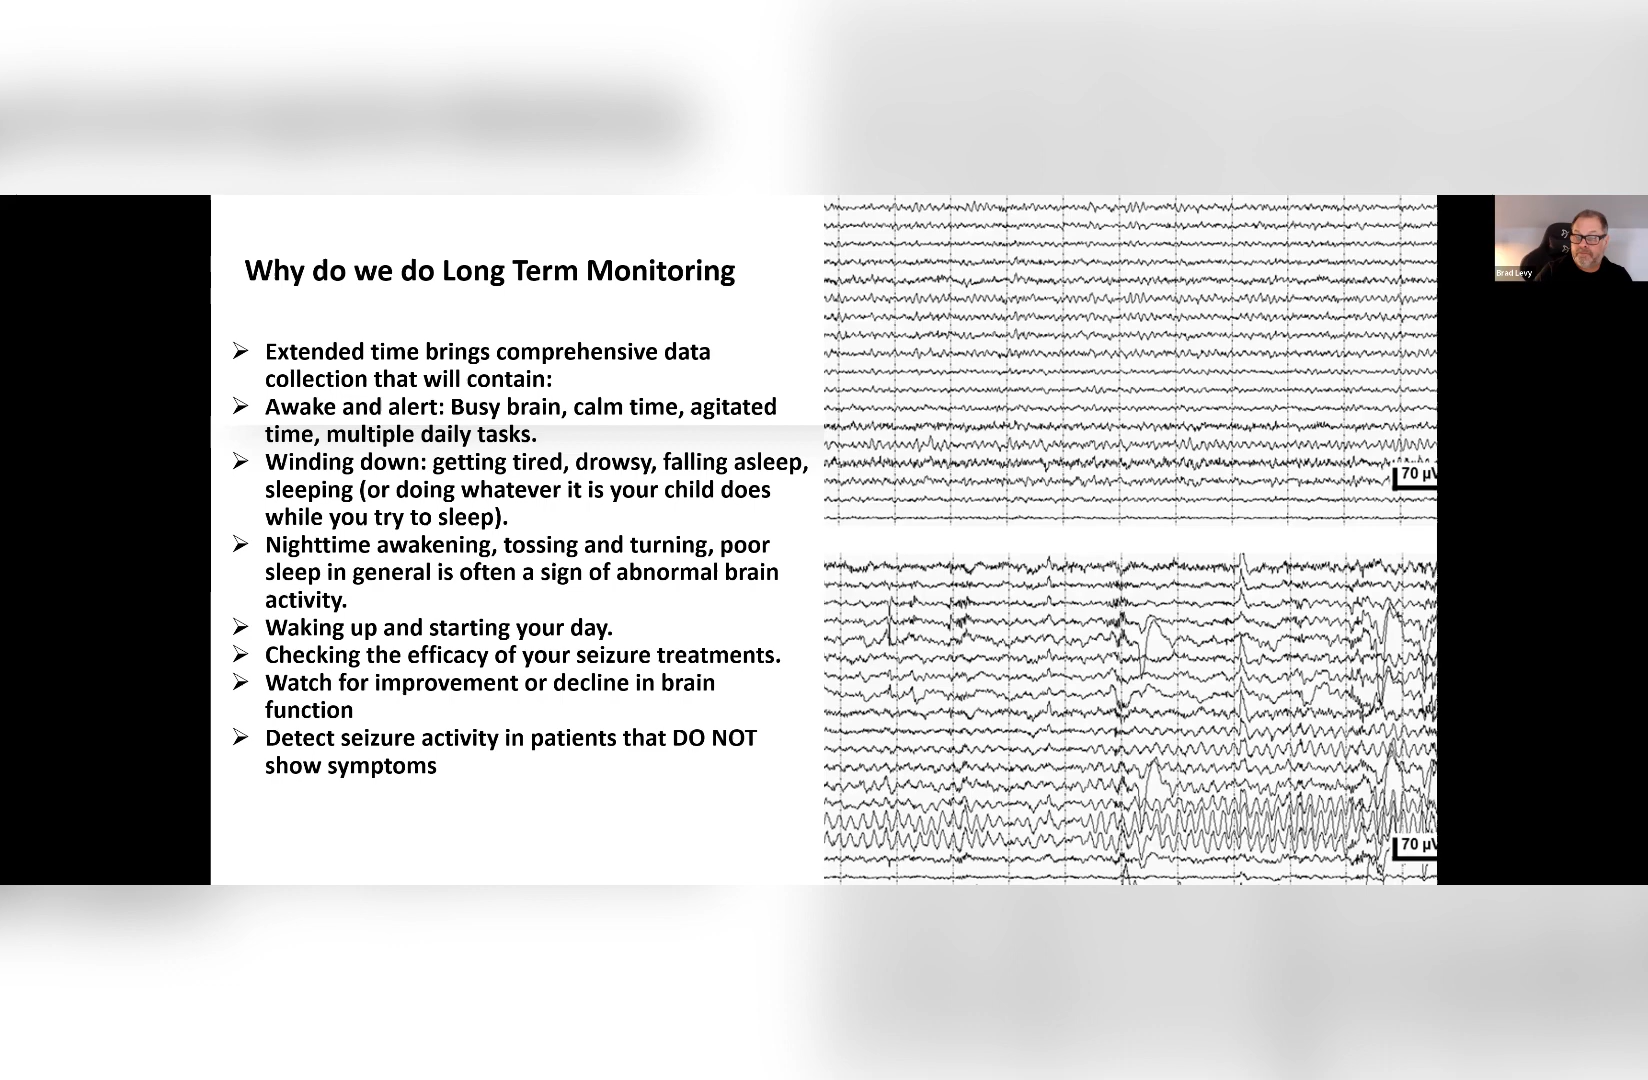 Why do we do Long Term Monitoring
➢ Extended time brings comprehensive data
collection that will contain:
➢ Awake and alert: Busy brain, calm time, agitated
time, multiple daily tasks.
➢ Winding down: getting tired, drowsy, falling asleep,
sleeping (or doing whatever it is your child does
while you try to sleep).
➢ Nighttime awakening, tossing and turning, poor
sleep in general is often a sign of abnormal brain
activity.
➢ Waking up and starting your day.
➢ Checking the efficacy of your seizure treatments.
➢ Watch for improvement or decline in brain
function
➢ Detect seizure activity in patients that DO NOT
show symptoms
70 µV
70 µV
Brad Levy